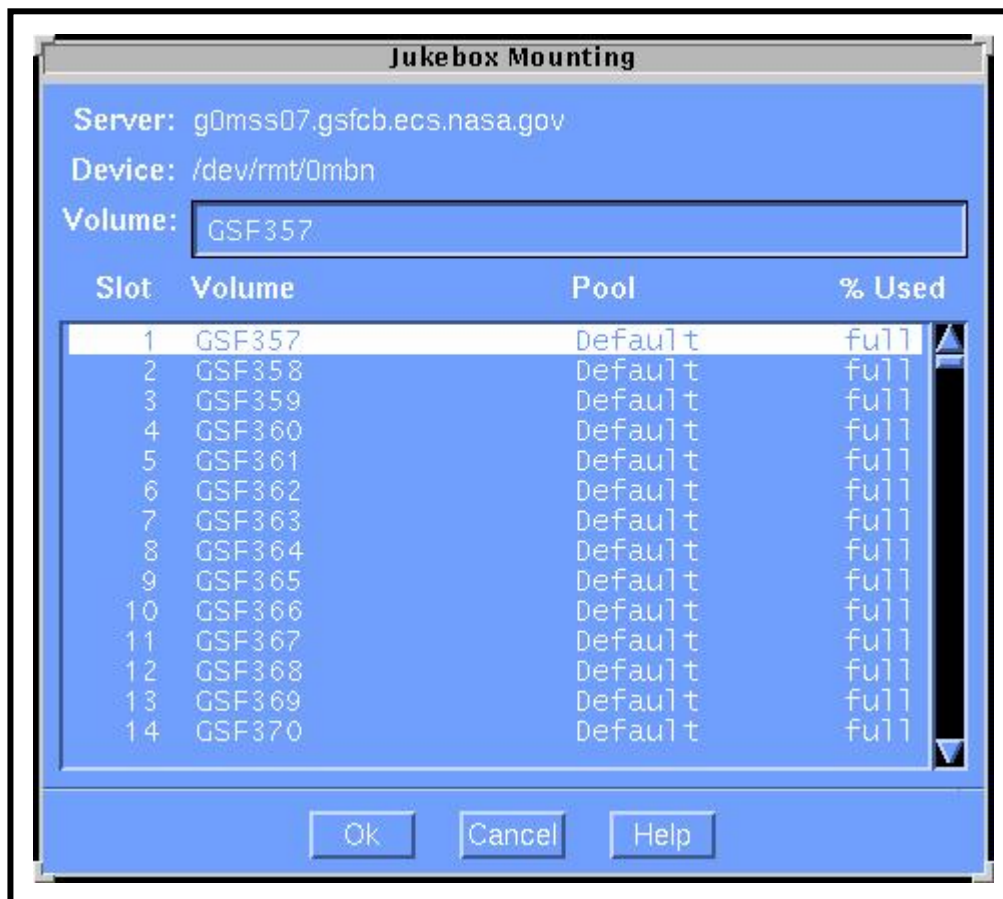 Jukebox Mounting
Server: g0mss07.gsfcb.ecs.nasa.gov
Device: /dev/rmt/0mbn
Volume: GSF357
Slot Volume Pool % Used
1 GSF357 Default full
2 GSF358 Default full
3 GSF359 Default full
4 GSF360 Default full
5 GSF361 Default full
6 GSF362 Default full
7 GSF363 Default full
8 GSF364 Default full
9 GSF365 Default full
10 GSF366 Default full
11 GSF367 Default full
12 GSF368 Default full
13 GSF369 Default full
14 GSF370 Default full
Ok Cancel Help